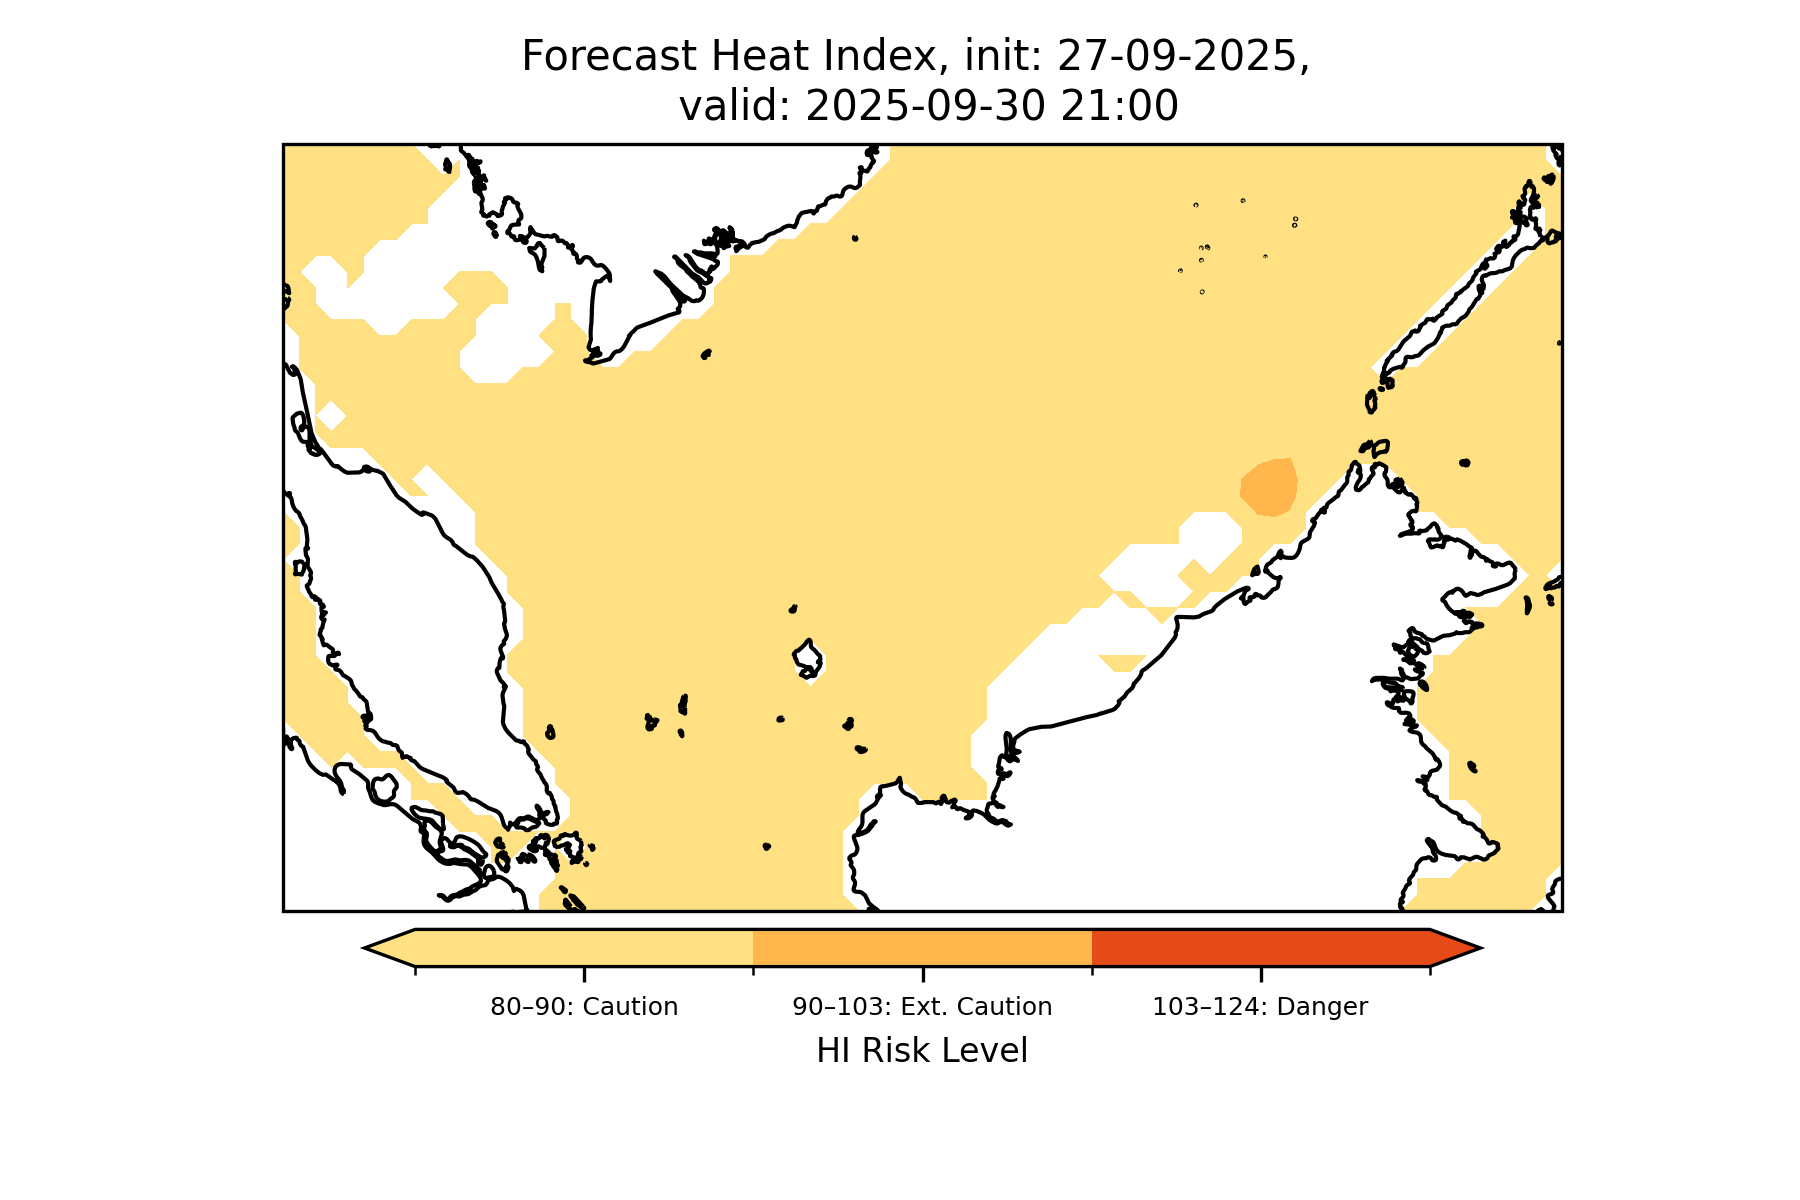 Forecast Heat Index, init: 27-09-2025,
valid: 2025-09-30 21:00
80–90: Caution
90–103: Ext. Caution
103–124: Danger
HI Risk Level